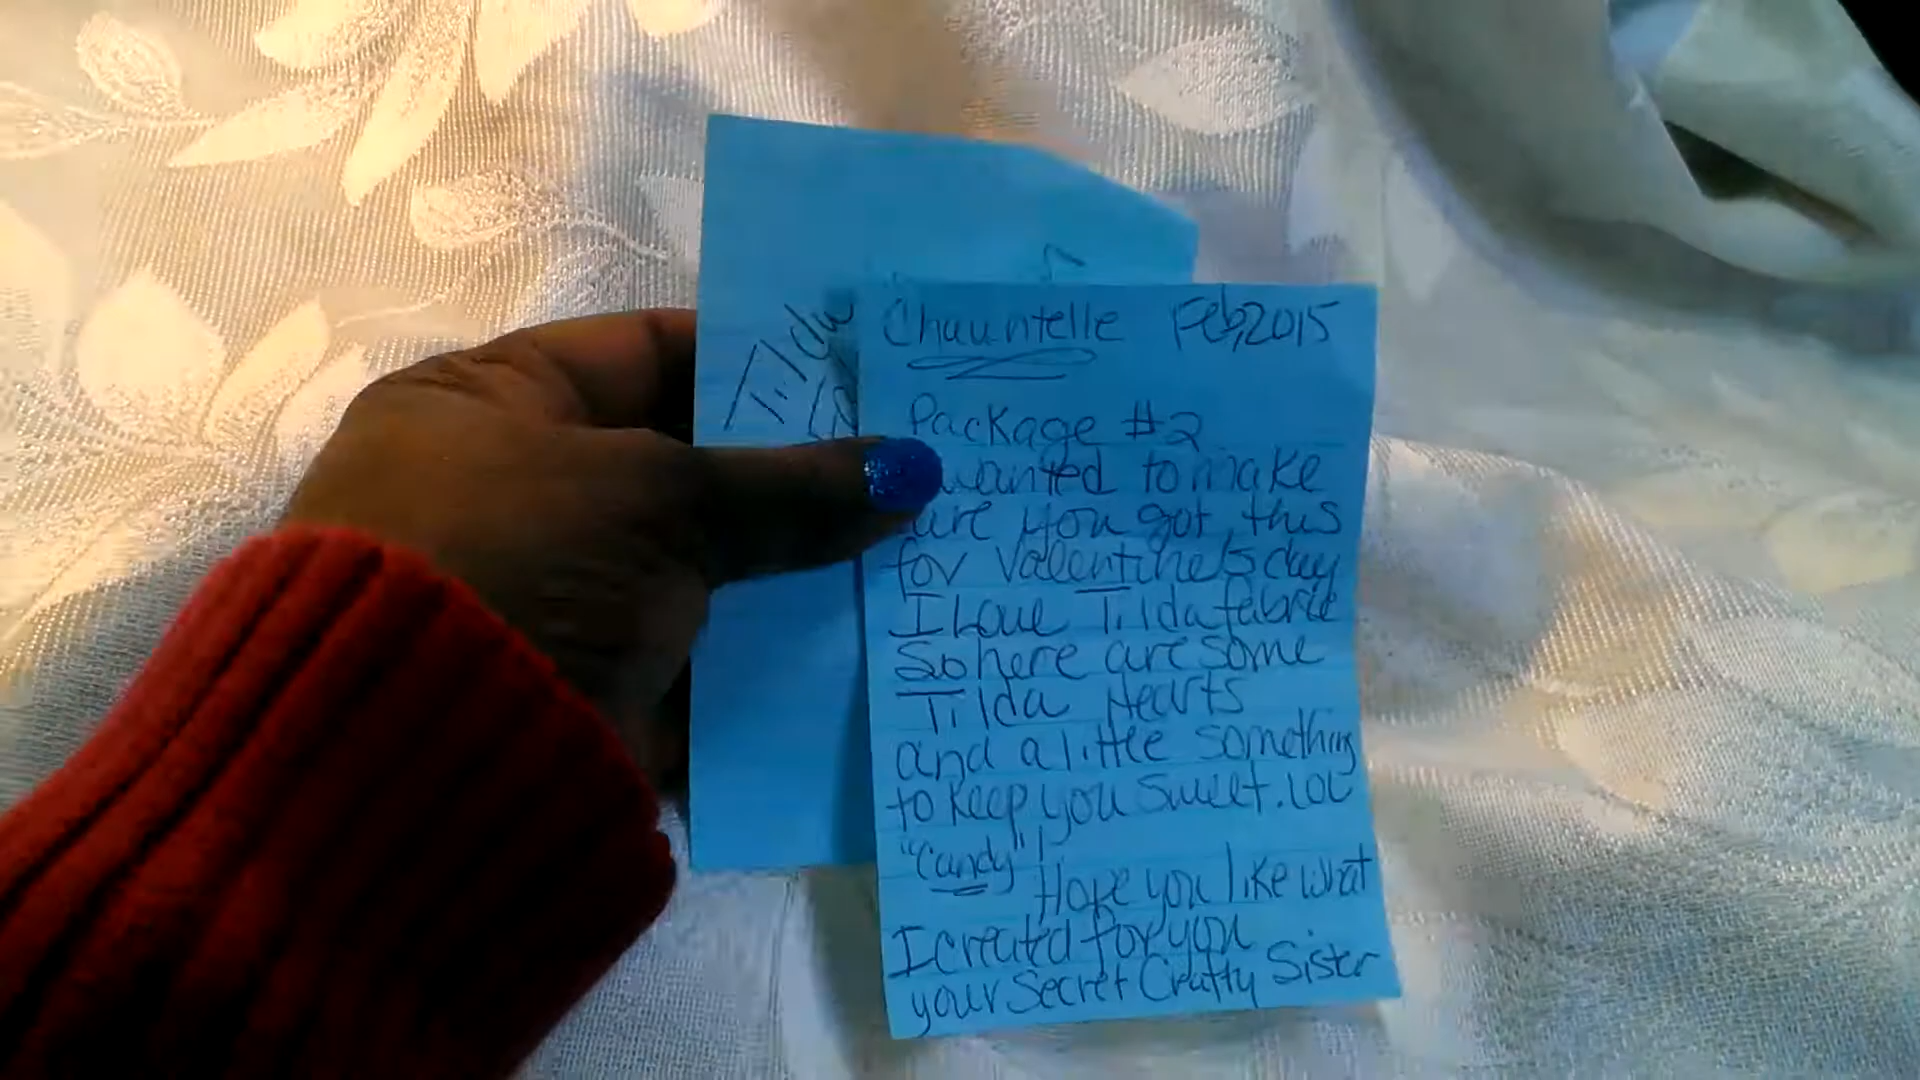 Tilda
Chauntelle Feb, 2015
Package #2
wanted to make
ure you got this
for Valentine's day
I Love Tilda fabric
So here are some
Tilda Hearts
and a little something
to keep you sweet. LOL
"Candy"!
Hope you like what
I created for you
your Secret Crafty Sister